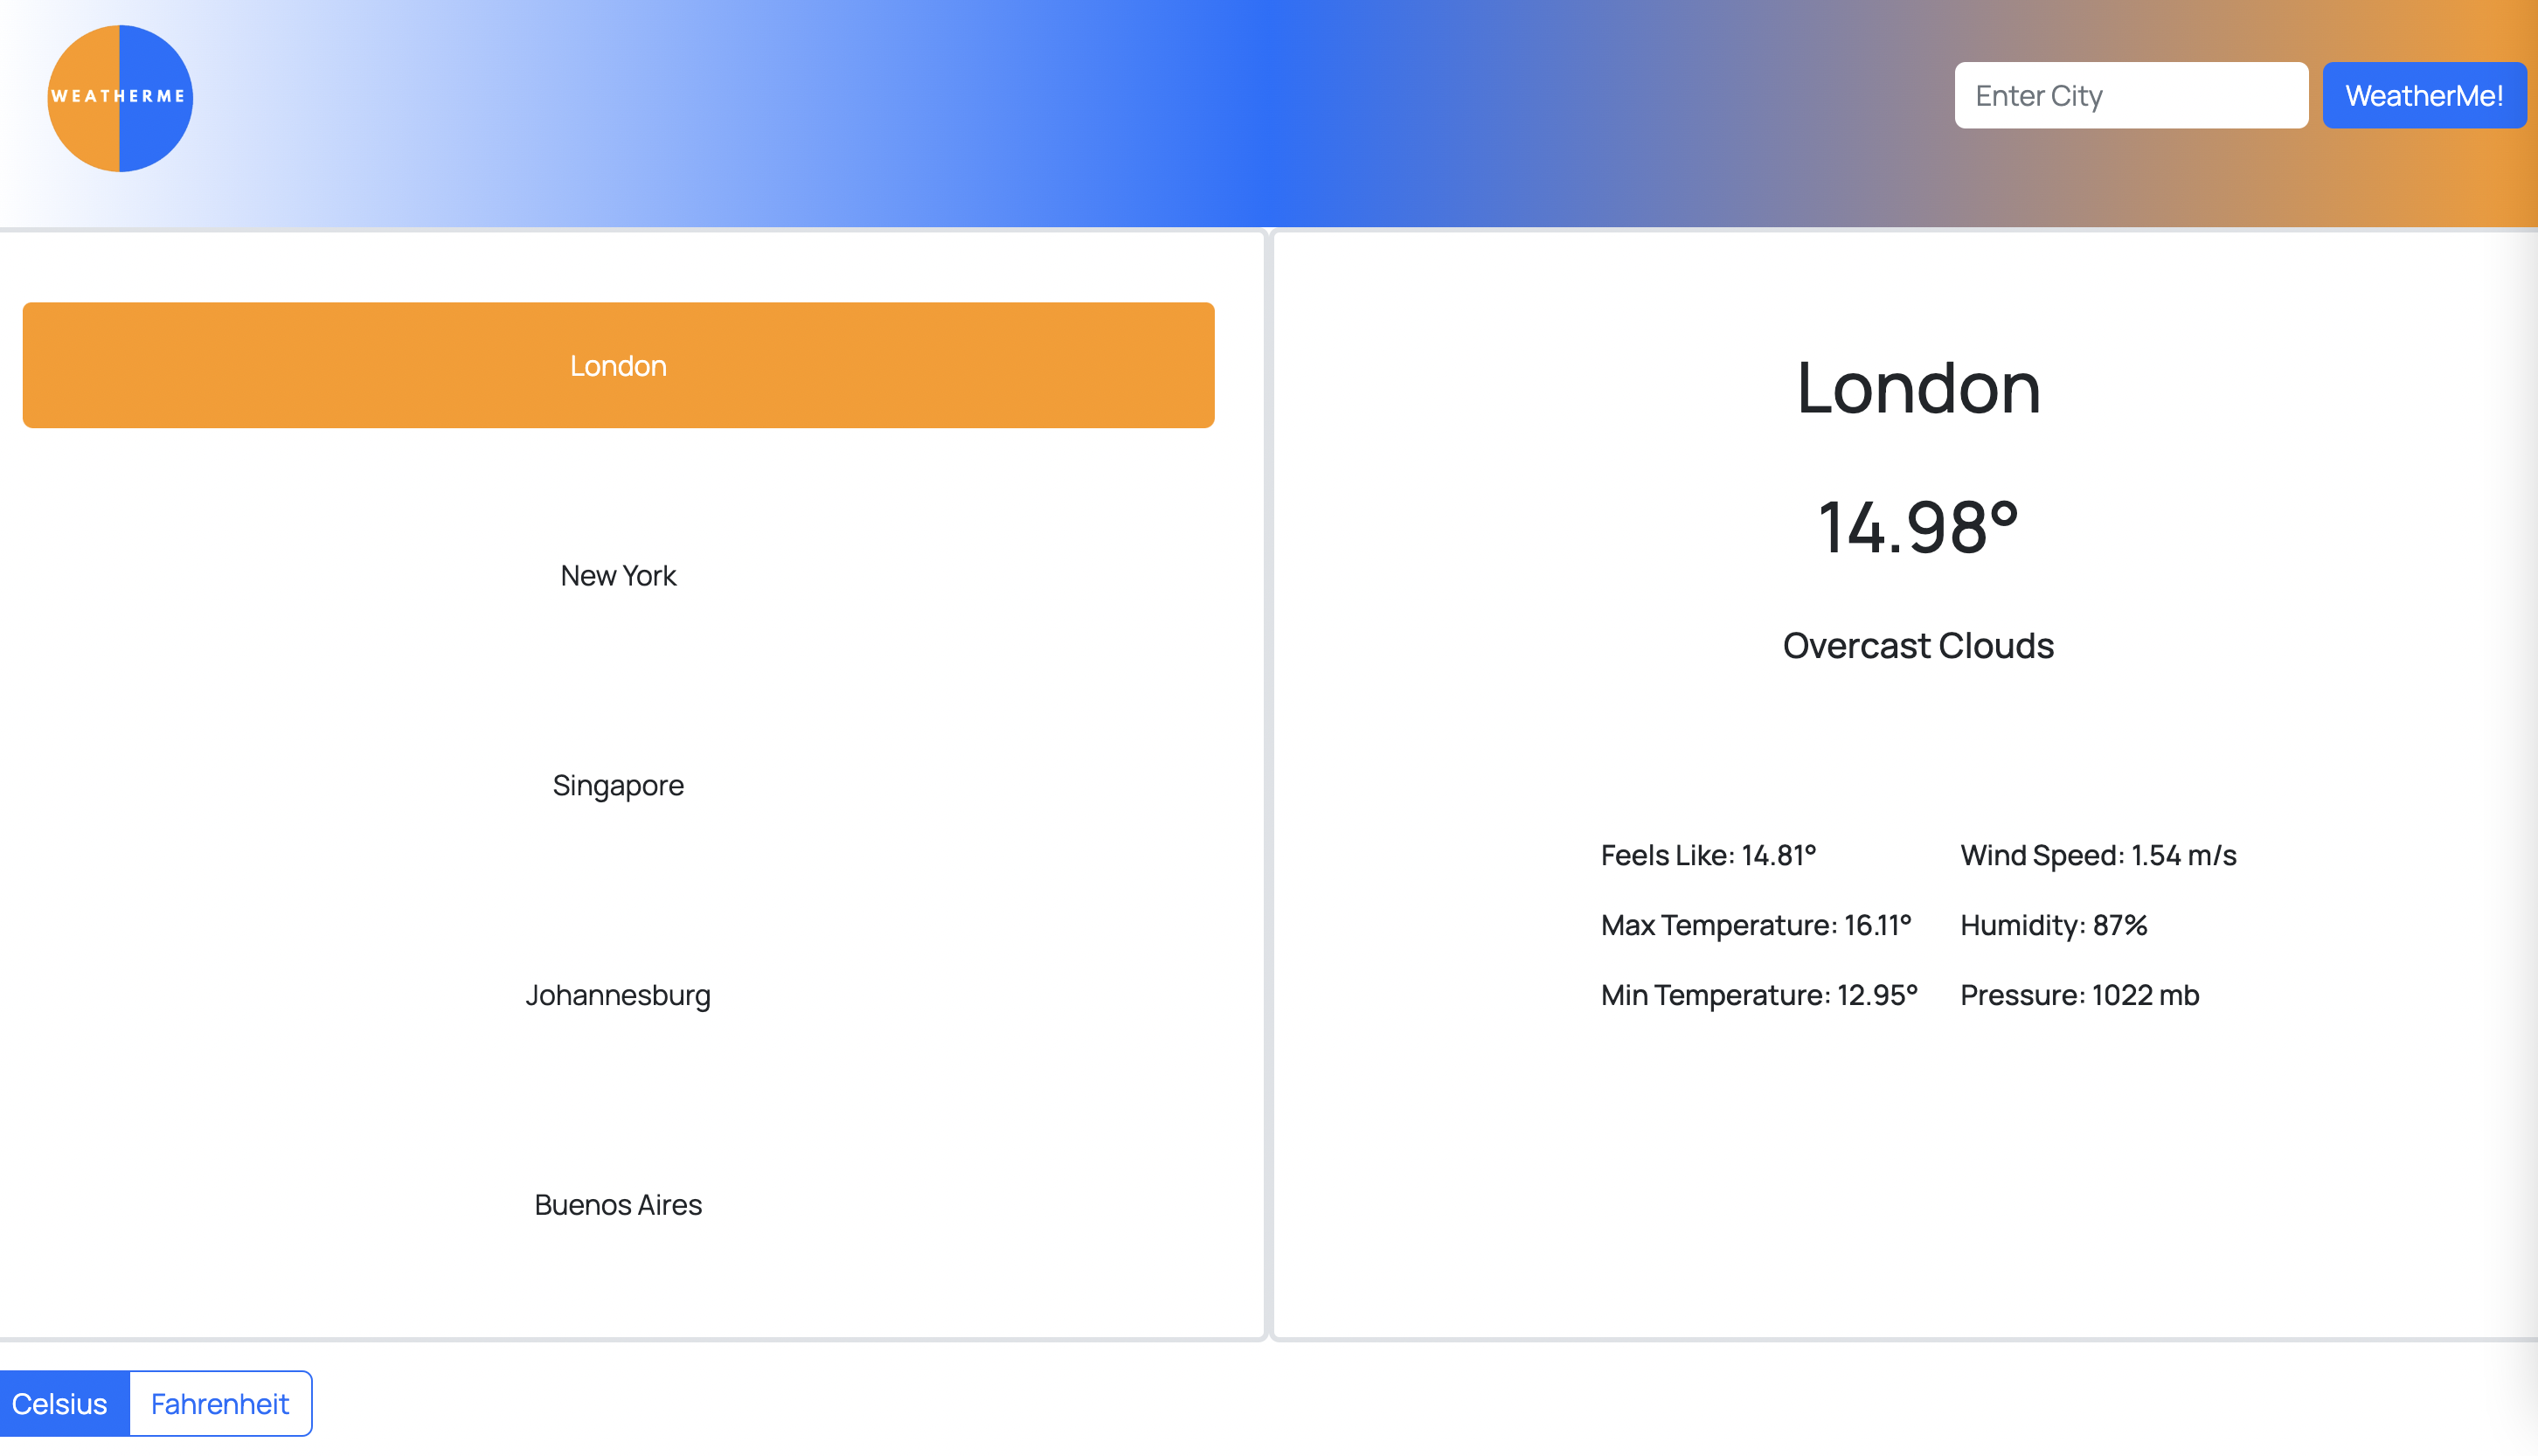 WEATHERME
Enter City
WeatherMe!
London
New York
Singapore
Johannesburg
Buenos Aires
London
14.98°
Overcast Clouds
Feels Like: 14.81°
Max Temperature: 16.11°
Min Temperature: 12.95°
Wind Speed: 1.54 m/s
Humidity: 87%
Pressure: 1022 mb
Celsius
Fahrenheit